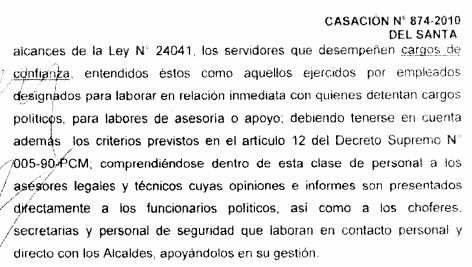 CASACIÓN N° 874-2010
DEL SANTA
alcances de la Ley N° 24041, los servidores que desempeñen cargos de
confianza, entendidos éstos como aquellos ejercidos por empleados
designados para laborar en relación inmediata con quienes detentan cargos
políticos, para labores de asesoría o apoyo; debiendo tenerse en cuenta
además los criterios previstos en el artículo 12 del Decreto Supremo N°
005-90-PCM; comprendiéndose dentro de esta clase de personal a los
asesores legales y técnicos cuyas opiniones e informes son presentados
directamente a los funcionarios políticos, así como a los choferes,
secretarias y personal de seguridad que laboran en contacto personal y
directo con los Alcaldes, apoyándolos en su gestión.